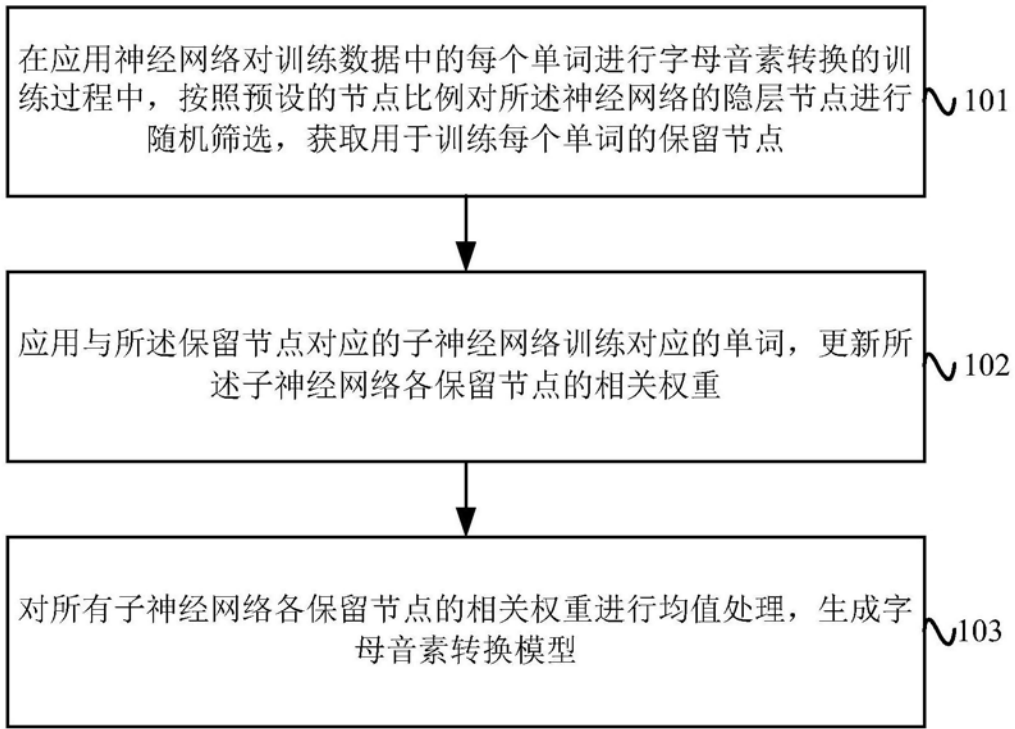 在应用神经网络对训练数据中的每个单词进行字母音素转换的训
练过程中，按照预设的节点比例对所述神经网络的隐层节点进行
随机筛选，获取用于训练每个单词的保留节点
101
应用与所述保留节点对应的子神经网络训练对应的单词，更新所
述子神经网络各保留节点的相关权重
102
对所有子神经网络各保留节点的相关权重进行均值处理，生成字
母音素转换模型
103